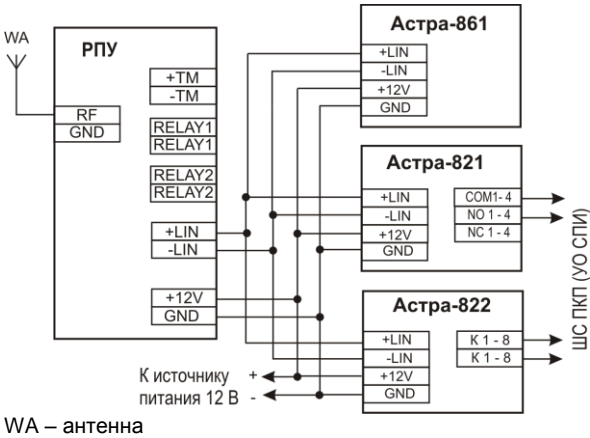 WA
РПУ
+TM
-TM
RF
GND
RELAY1
RELAY1
RELAY2
RELAY2
+LIN
-LIN
+12V
GND
Астра-861
+LIN
-LIN
+12V
GND
Астра-821
+LIN
-LIN
+12V
GND
COM1- 4
NO 1 - 4
NC 1 - 4
Астра-822
+LIN
-LIN
+12V
GND
К 1 - 8
К 1 - 8
ШС ПКП (УО СПИ)
К источнику +
питания 12 В -
WA – антенна